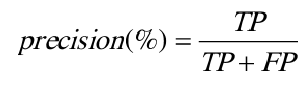 precision(%) = TP / TP + FP